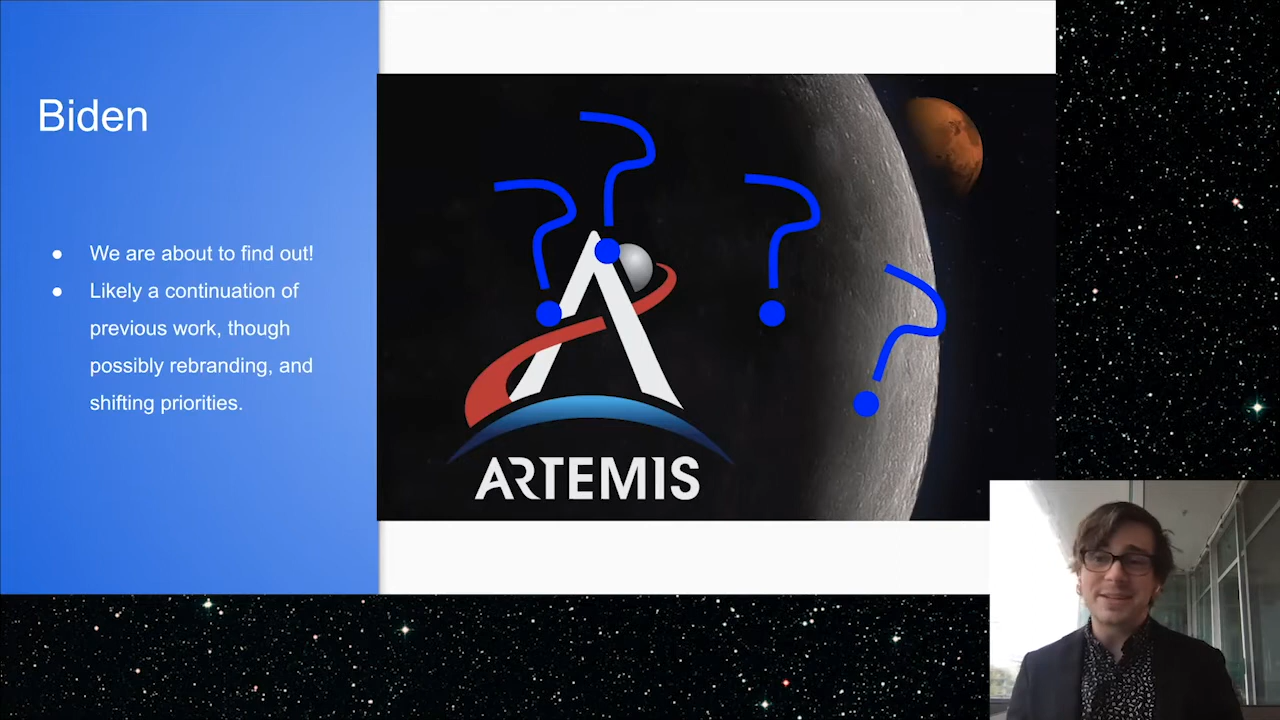 Biden
● We are about to find out!
● Likely a continuation of
previous work, though
possibly rebranding, and
shifting priorities.
? ? ? ?
ARTEMIS